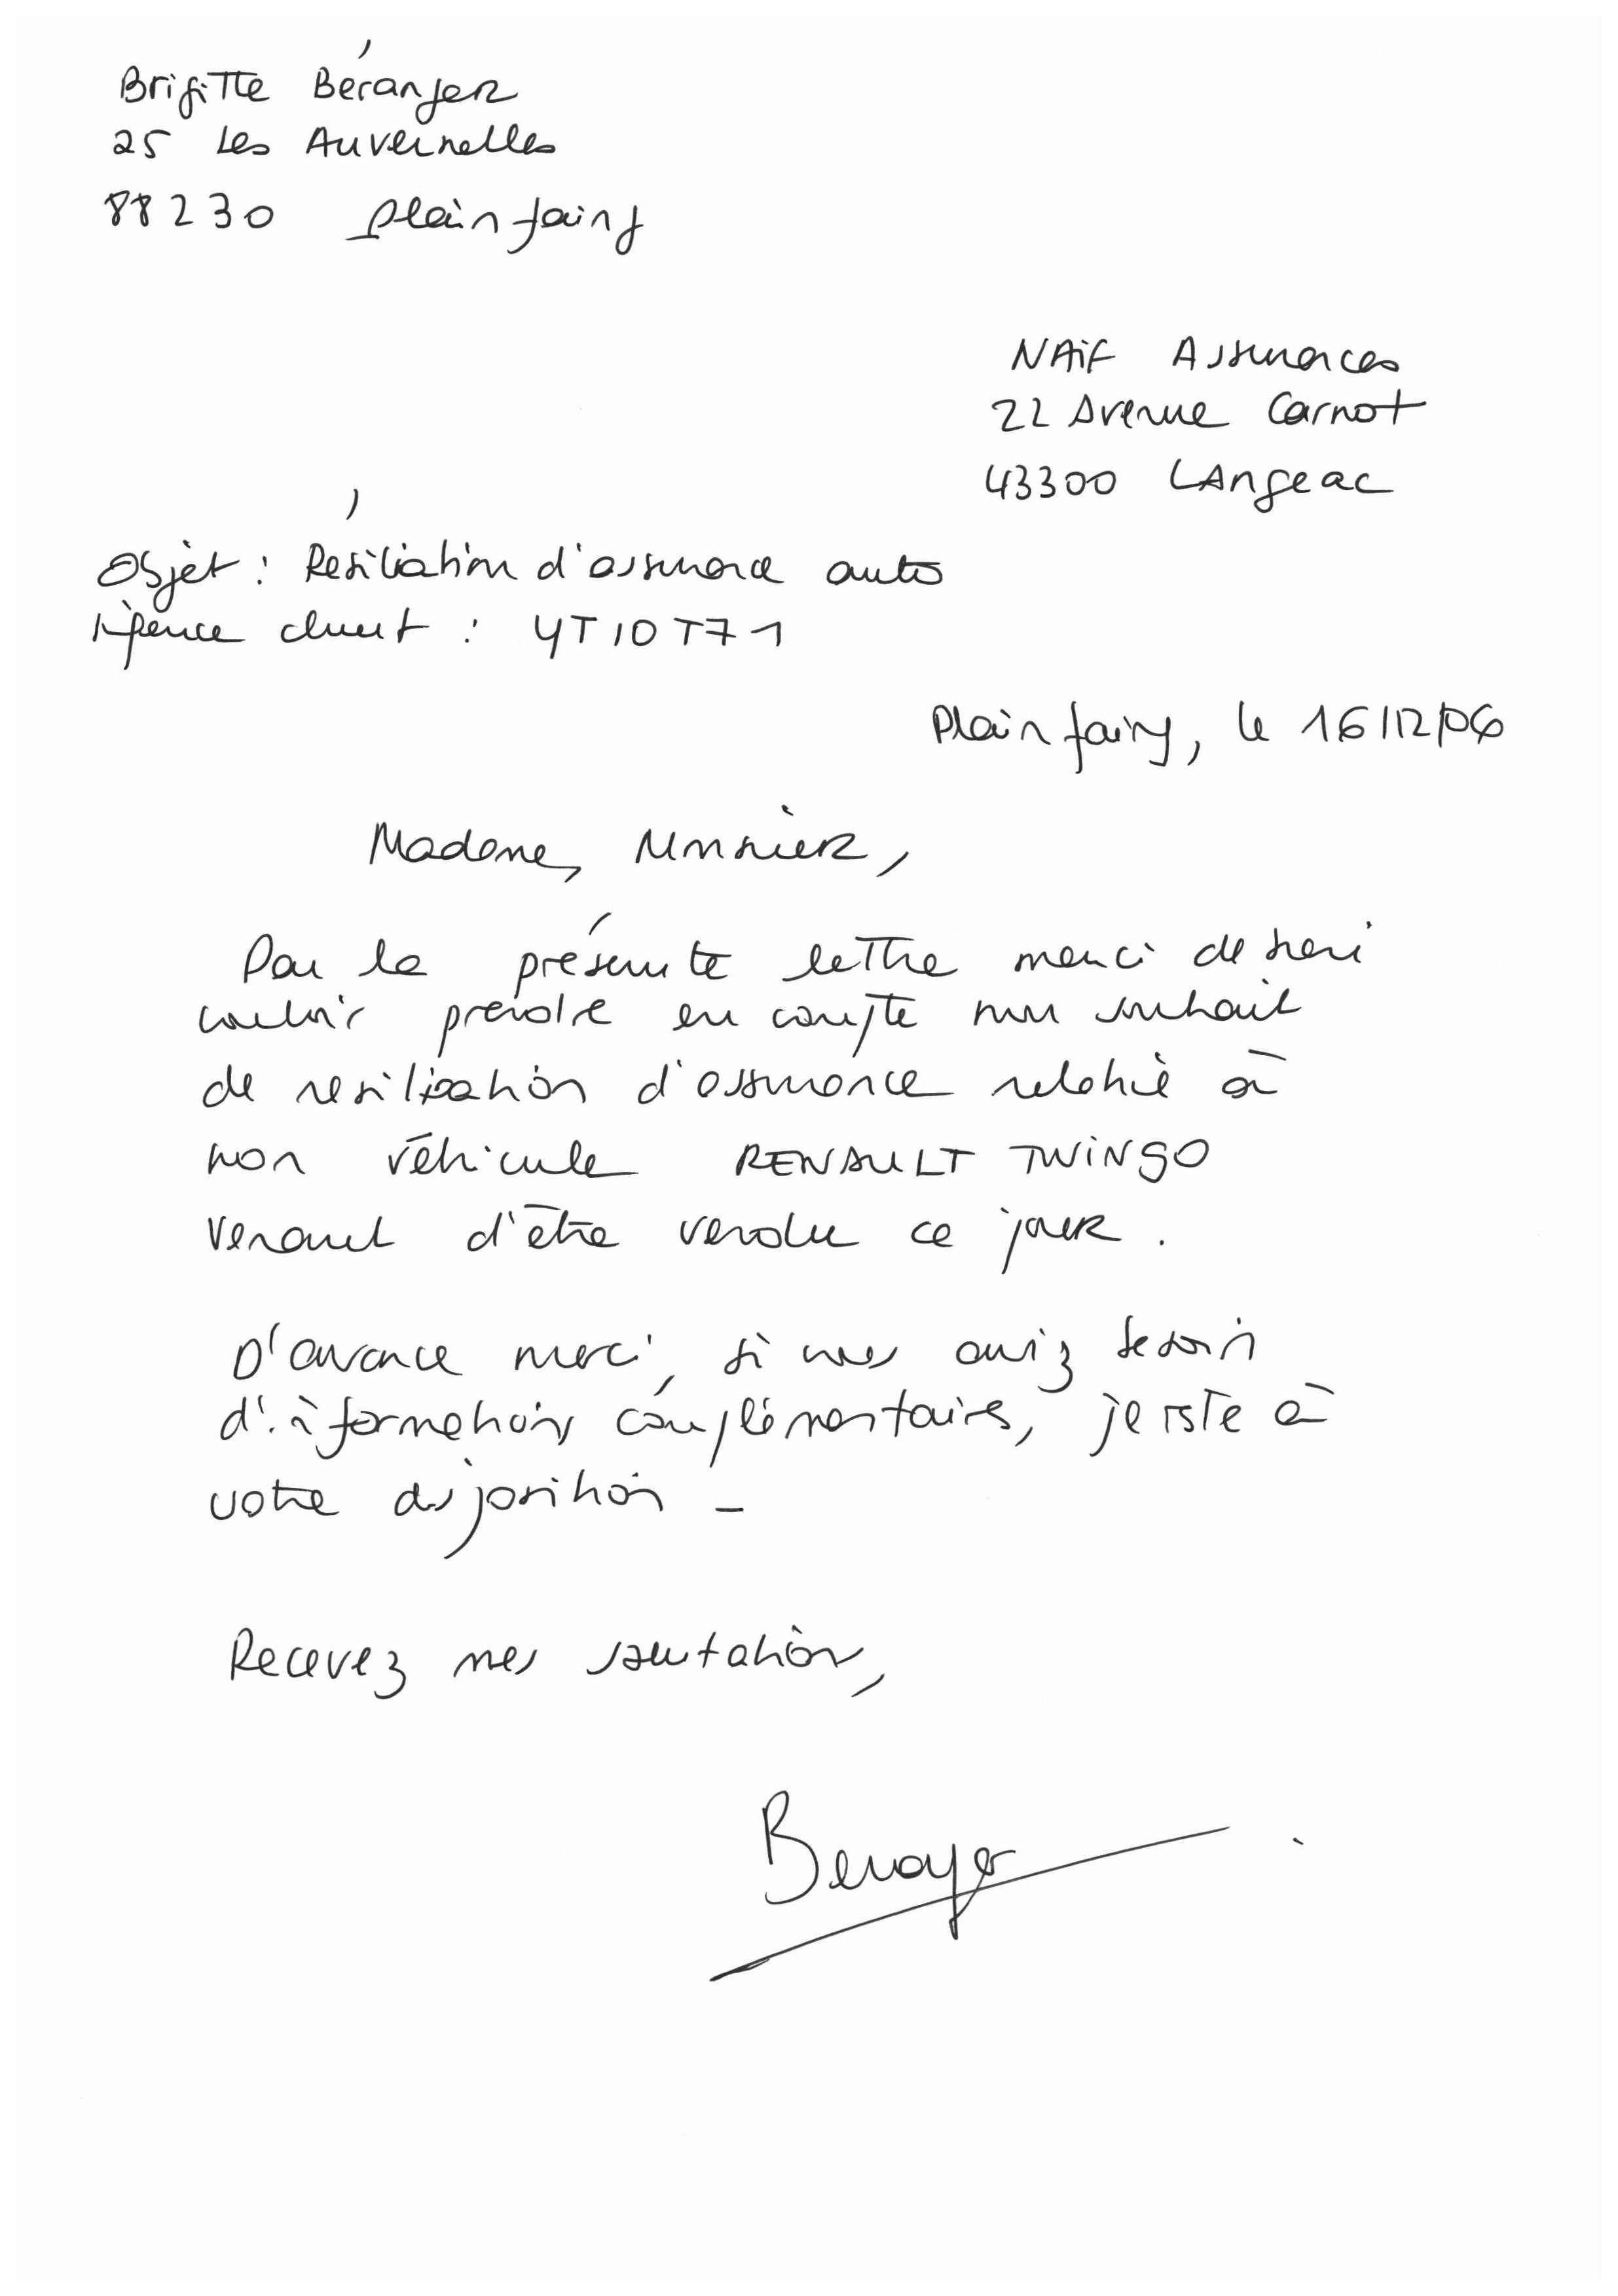 Brigitte Béranger
25 Les Auvernelles
88230 Plainfaing
NAIF Assurances
22 Avenue Carnot
43300 LAngeac
Objet : Résiliation d'assurance auto
référence client : YT10T71
Plainfaing, le 16/12/06
Madame, Monsieur,
Par la présente lettre merci de bien
vouloir prendre en compte mon souhait
de résiliation d'assurance relatif à
mon véhicule RENAULT TWINGO
venant d'être vendu ce jour.
D'avance merci, si vous aviez besoin
d'informations complémentaires, je reste à
votre disposition -
Recevez mes salutations,
Beranger